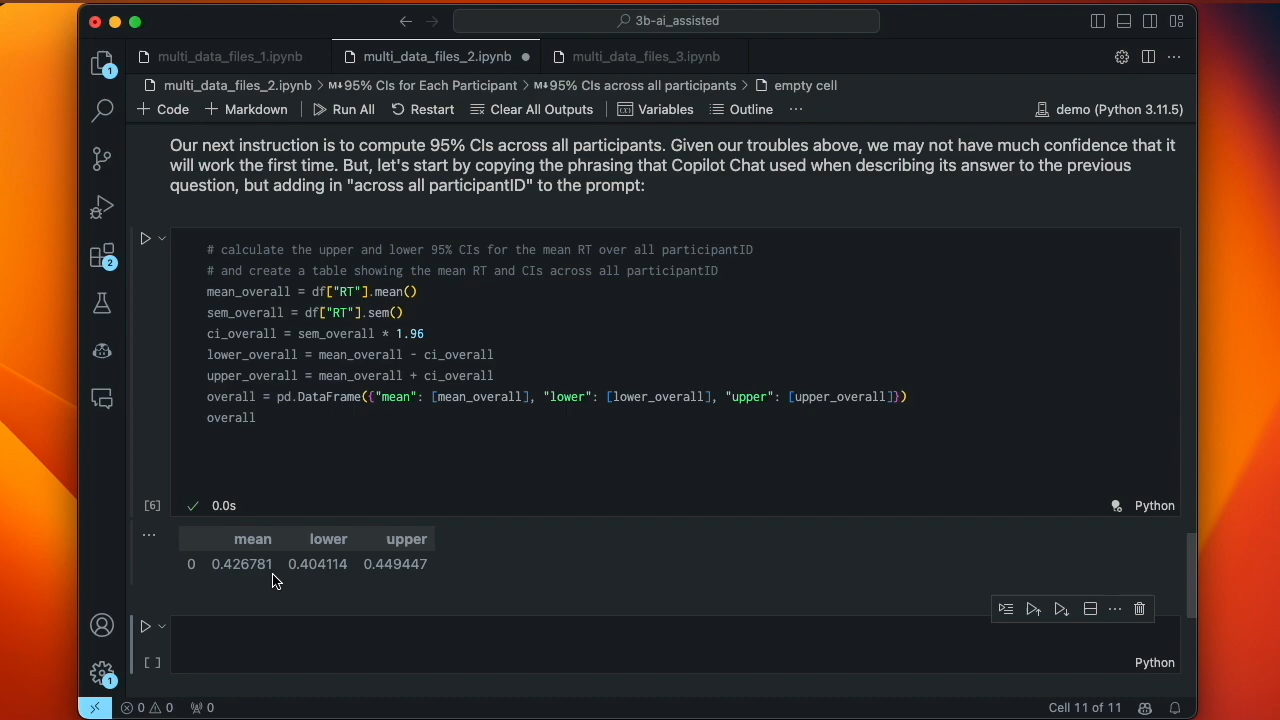 3b-ai_assisted
multi_data_files_1.ipynb multi_data_files_2.ipynb multi_data_files_3.ipynb
multi_data_files_2.ipynb > M↓95% CIs for Each Participant > M↓95% CIs across all participants > empty cell
+ Code + Markdown Run All Restart Clear All Outputs Variables Outline ... demo (Python 3.11.5)
Our next instruction is to compute 95% CIs across all participants. Given our troubles above, we may not have much confidence that it
will work the first time. But, let's start by copying the phrasing that Copilot Chat used when describing its answer to the previous
question, but adding in "across all participantID" to the prompt:
# calculate the upper and lower 95% CIs for the mean RT over all participantID
# and create a table showing the mean RT and CIs across all participantID
mean_overall = df["RT"].mean()
sem_overall = df["RT"].sem()
ci_overall = sem_overall * 1.96
lower_overall = mean_overall - ci_overall
upper_overall = mean_overall + ci_overall
overall = pd.DataFrame({"mean": [mean_overall], "lower": [lower_overall], "upper": [upper_overall]})
overall
[6] 0.0s Python
mean lower upper
0 0.426781 0.404114 0.449447
[ ] Python
0 0 0 Cell 11 of 11
1
2
1